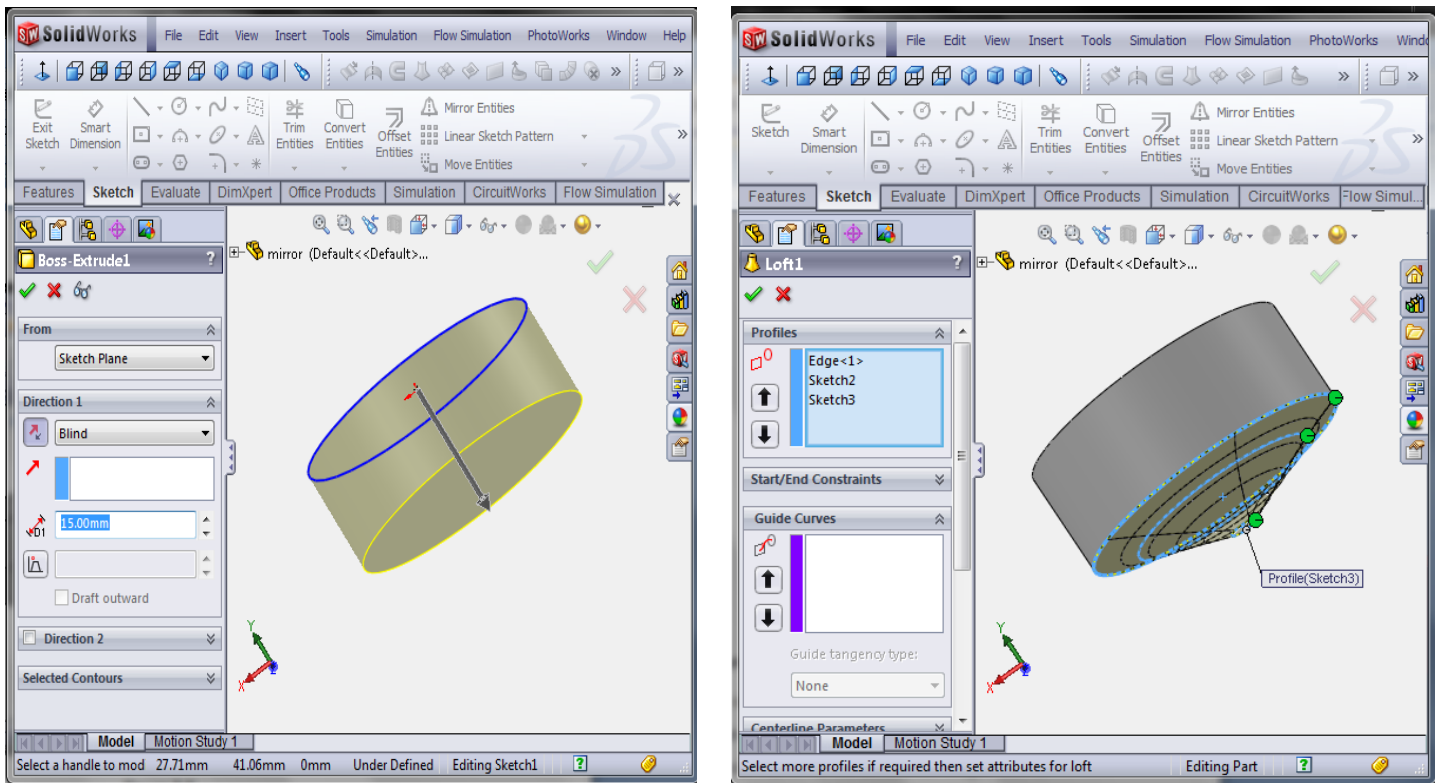 SolidWorks File Edit View Insert Tools Simulation Flow Simulation PhotoWorks Window Help
Exit Sketch
Smart Dimension
Trim Entities
Convert Entities
Offset Entities
Mirror Entities
Linear Sketch Pattern
Move Entities
Features Sketch Evaluate DimXpert Office Products Simulation CircuitWorks Flow Simulation
mirror (Default<<Default>...
Boss-Extrude1 ?
From
Sketch Plane
Direction 1
Blind
D1 15.00mm
Draft outward
Direction 2
Selected Contours
Y
X
Model Motion Study 1
Select a handle to mod 27.71mm 41.06mm 0mm Under Defined Editing Sketch1 ?
SolidWorks File Edit View Insert Tools Simulation Flow Simulation PhotoWorks Windo
Sketch
Smart Dimension
Trim Entities
Convert Entities
Offset Entities
Mirror Entities
Linear Sketch Pattern
Move Entities
Features Sketch Evaluate DimXpert Office Products Simulation CircuitWorks Flow Simul...
mirror (Default<<Default>...
Loft1 ?
Profiles
Edge<1>
Sketch2
Sketch3
Start/End Constraints
Guide Curves
Guide tangency type:
None
Centerline Parameters
Profile(Sketch3)
Y
X
Model Motion Study 1
Select more profiles if required then set attributes for loft Editing Part ?